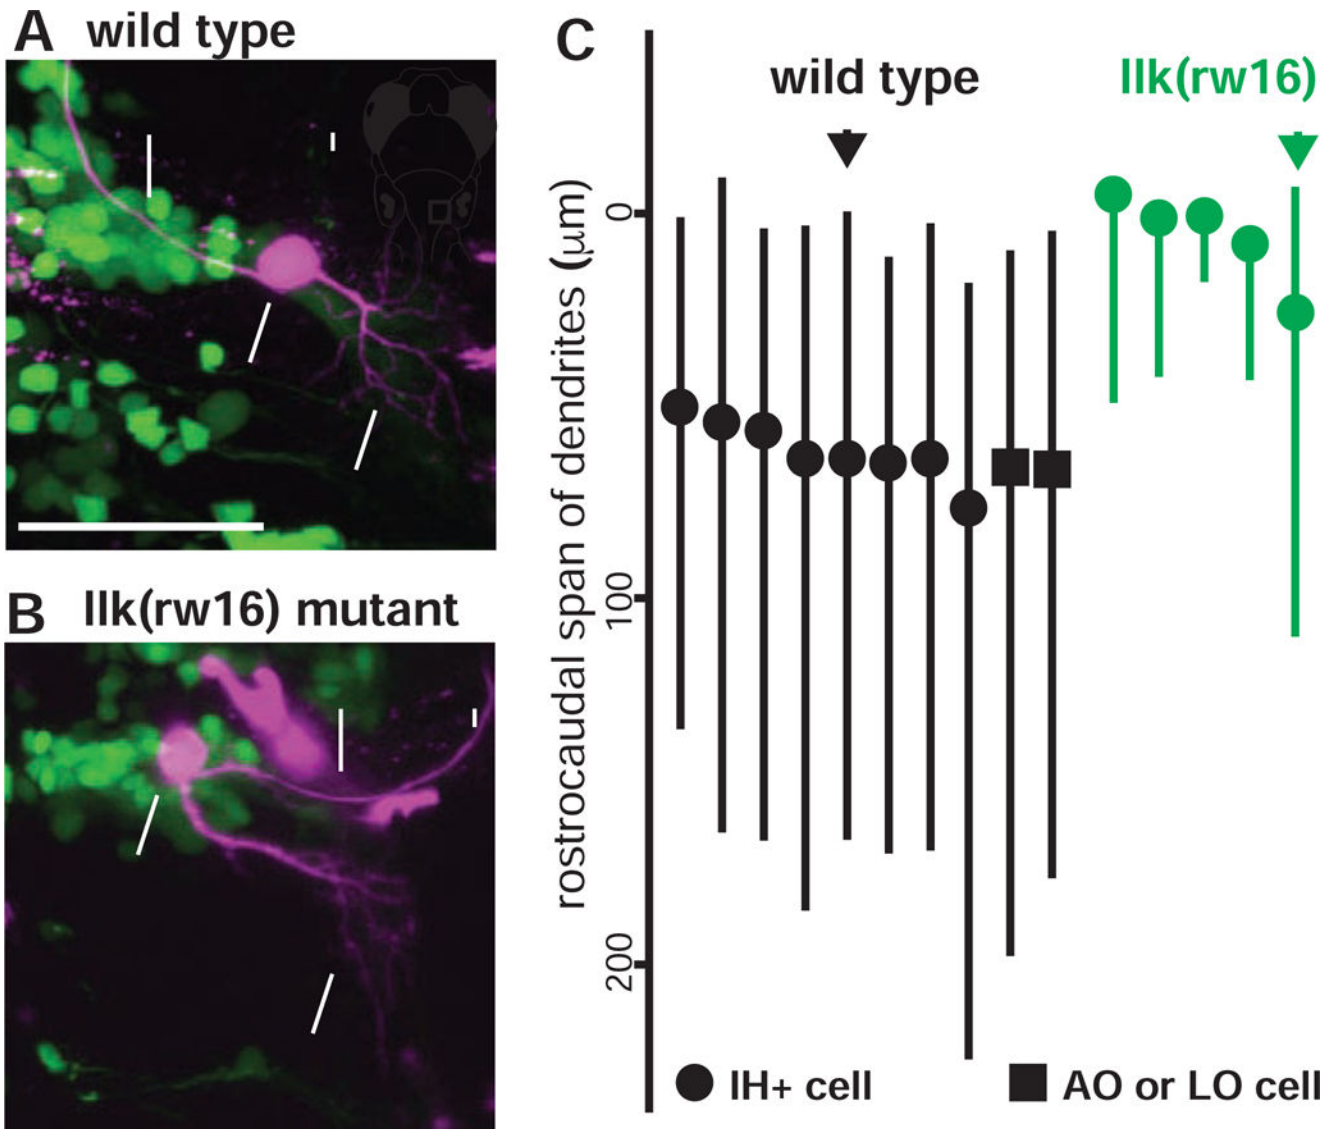 A wild type
B llk(rw16) mutant
C
wild type
llk(rw16)
rostrocaudal span of dendrites (μm)
0
100
200
IH+ cell
AO or LO cell